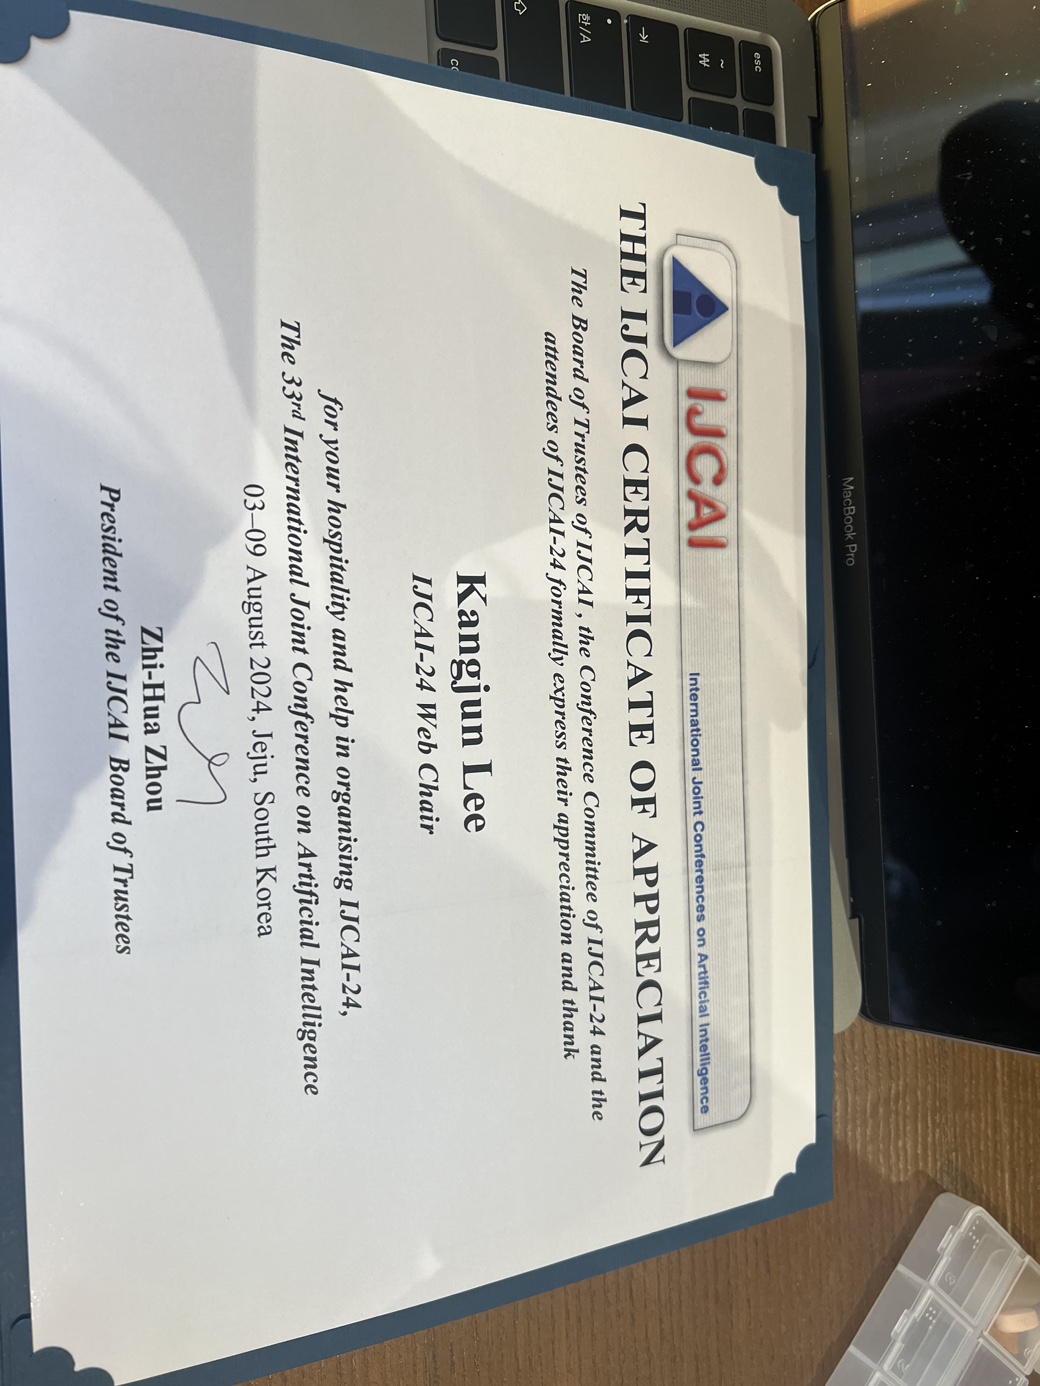 MacBook Pro
esc
~
₩
한/A
IJCAI
International Joint Conferences on Artificial Intelligence
THE IJCAI CERTIFICATE OF APPRECIATION
The Board of Trustees of IJCAI , the Conference Committee of IJCAI-24 and the
attendees of IJCAI-24 formally express their appreciation and thank
Kangjun Lee
IJCAI-24 Web Chair
for your hospitality and help in organising IJCAI-24,
The 33rd International Joint Conference on Artificial Intelligence
03–09 August 2024, Jeju, South Korea
Zhi-Hua Zhou
President of the IJCAI Board of Trustees